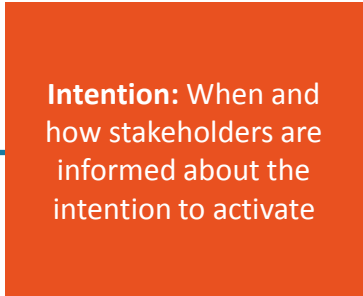 Intention: When and
how stakeholders are
informed about the
intention to activate